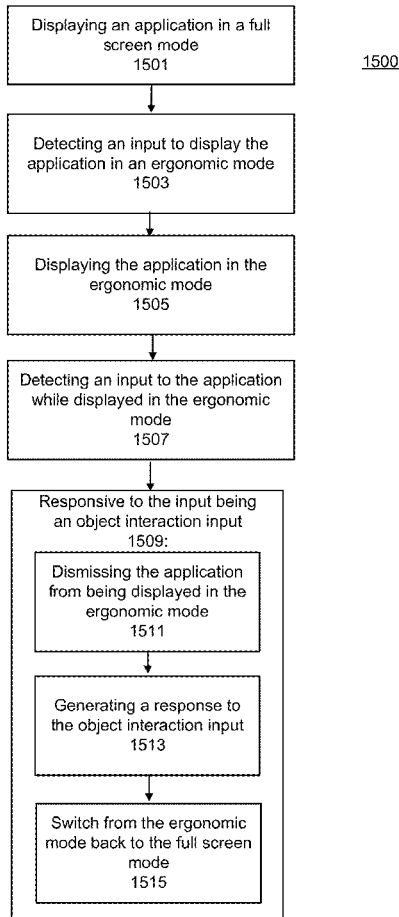 Displaying an application in a full
screen mode
1501
1500
Detecting an input to display the
application in an ergonomic mode
1503
Displaying the application in the
ergonomic mode
1505
Detecting an input to the application
while displayed in the ergonomic
mode
1507
Responsive to the input being
an object interaction input
1509:
Dismissing the application
from being displayed in the
ergonomic mode
1511
Generating a response to
the object interaction input
1513
Switch from the ergonomic
mode back to the full screen
mode
1515